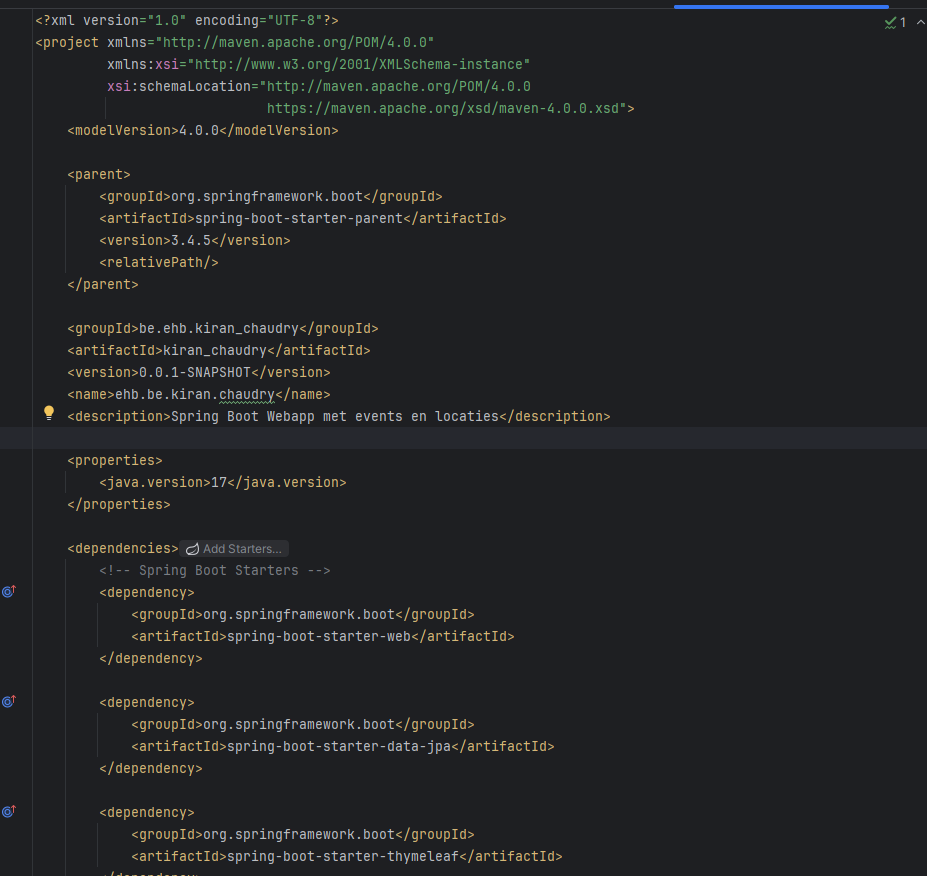 <?xml version="1.0" encoding="UTF-8"?>
1
<project xmlns="http://maven.apache.org/POM/4.0.0"
xmlns:xsi="http://www.w3.org/2001/XMLSchema-instance"
xsi:schemaLocation="http://maven.apache.org/POM/4.0.0
https://maven.apache.org/xsd/maven-4.0.0.xsd">
<modelVersion>4.0.0</modelVersion>
<parent>
<groupId>org.springframework.boot</groupId>
<artifactId>spring-boot-starter-parent</artifactId>
<version>3.4.5</version>
<relativePath/>
</parent>
<groupId>be.ehb.kiran_chaudry</groupId>
<artifactId>kiran_chaudry</artifactId>
<version>0.0.1-SNAPSHOT</version>
<name>ehb.be.kiran.chaudry</name>
<description>Spring Boot Webapp met events en locaties</description>
<properties>
<java.version>17</java.version>
</properties>
<dependencies> Add Starters...
<!-- Spring Boot Starters -->
<dependency>
<groupId>org.springframework.boot</groupId>
<artifactId>spring-boot-starter-web</artifactId>
</dependency>
<dependency>
<groupId>org.springframework.boot</groupId>
<artifactId>spring-boot-starter-data-jpa</artifactId>
</dependency>
<dependency>
<groupId>org.springframework.boot</groupId>
<artifactId>spring-boot-starter-thymeleaf</artifactId>
</dependency>